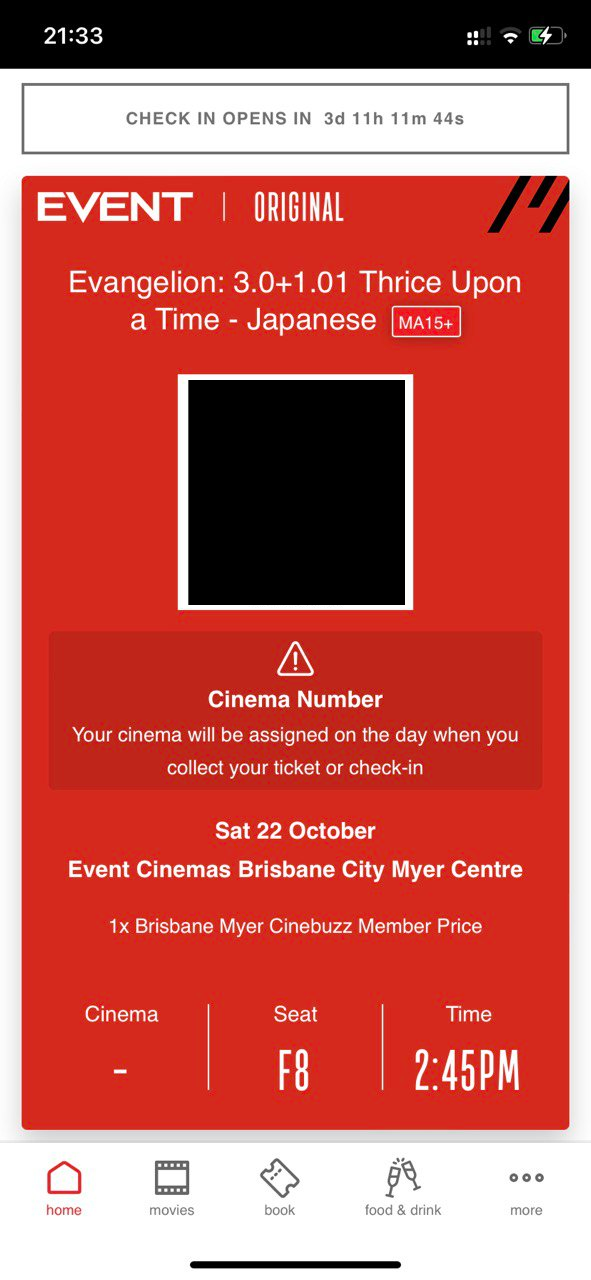 21:33
CHECK IN OPENS IN 3d 11h 11m 44s
EVENT | ORIGINAL
Evangelion: 3.0+1.01 Thrice Upon
a Time - Japanese MA15+
Cinema Number
Your cinema will be assigned on the day when you
collect your ticket or check-in
Sat 22 October
Event Cinemas Brisbane City Myer Centre
1x Brisbane Myer Cinebuzz Member Price
Cinema Seat Time
- F8 2:45PM
home movies book food & drink more